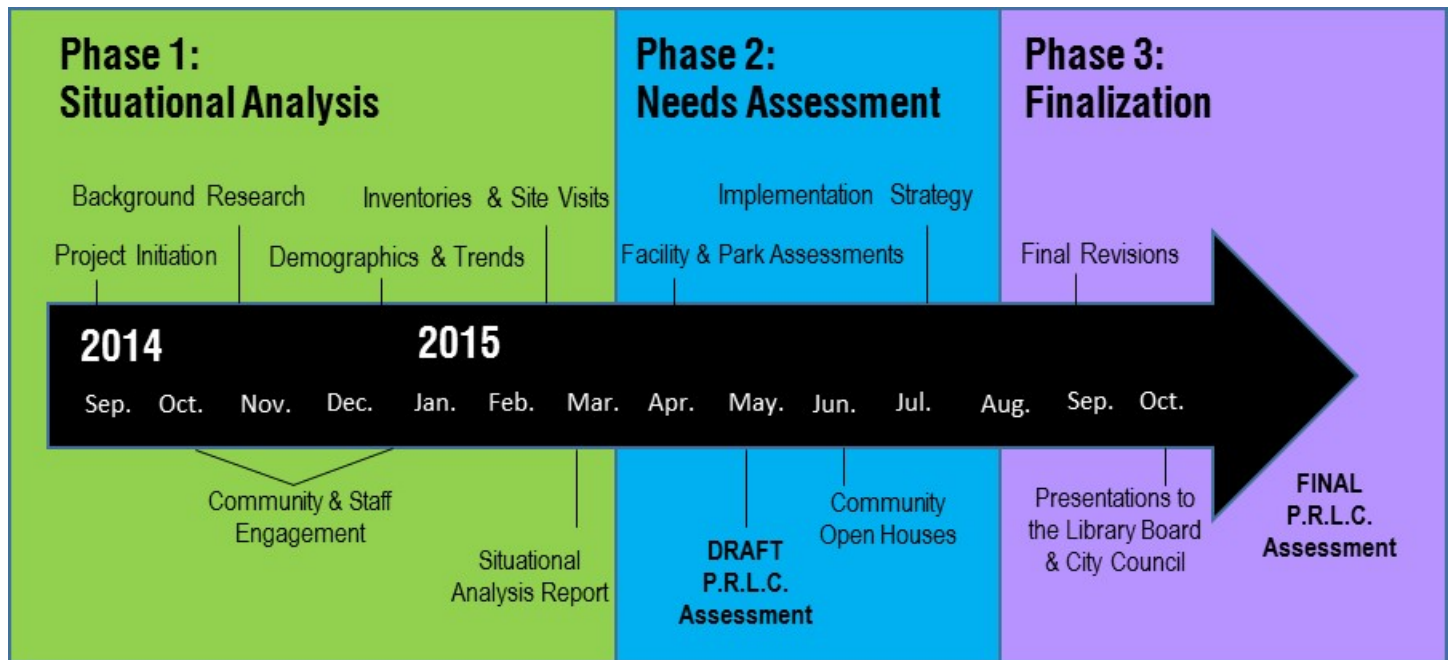 Phase 1:
Situational Analysis
Phase 2:
Needs Assessment
Phase 3:
Finalization
Background Research
Inventories & Site Visits
Implementation Strategy
Project Initiation
Demographics & Trends
Facility & Park Assessments
Final Revisions
2014
2015
Sep. Oct. Nov. Dec. Jan. Feb. Mar. Apr. May. Jun. Jul. Aug. Sep. Oct.
Community & Staff
Engagement
Situational
Analysis Report
DRAFT
P.R.L.C.
Assessment
Community
Open Houses
Presentations to
the Library Board
& City Council
FINAL
P.R.L.C.
Assessment